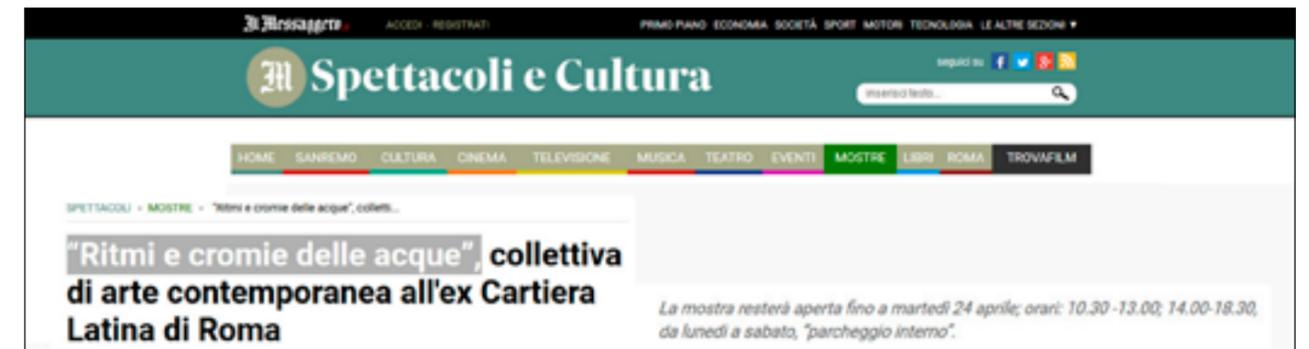 Il Messaggero ACCEDI - REGISTRATI PRIMO PIANO ECONOMIA SOCIETÀ SPORT MOTORI TECNOLOGIA LE ALTRE SEZIONI ▼
M Spettacoli e Cultura
seguici su
inserisci testo...
HOME SANREMO CULTURA CINEMA TELEVISIONE MUSICA TEATRO EVENTI MOSTRE LIBRI ROMA TROVAFILM
SPETTACOLI > MOSTRE > "Ritmi e cromie delle acque", colletti...
"Ritmi e cromie delle acque", collettiva
di arte contemporanea all'ex Cartiera
Latina di Roma
La mostra resterà aperta fino a martedì 24 aprile; orari: 10.30 -13.00; 14.00-18.30,
da lunedì a sabato, "parcheggio interno".